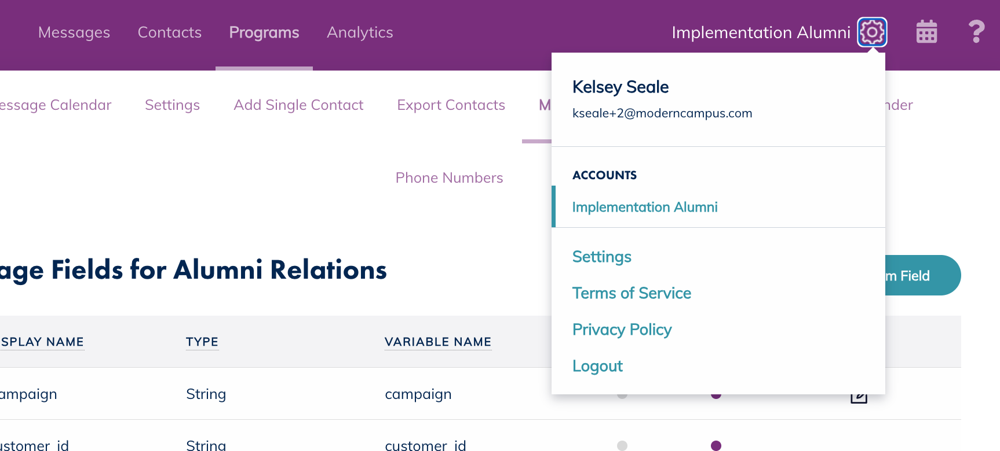 Messages Contacts Programs Analytics Implementation Alumni ?
essage Calendar Settings Add Single Contact Export Contacts M nder
Phone Numbers
Kelsey Seale
kseale+2@moderncampus.com
ACCOUNTS
Implementation Alumni
Settings
Terms of Service
Privacy Policy
Logout
age Fields for Alumni Relations m Field
SPLAY NAME TYPE VARIABLE NAME
ampaign String campaign
ustomer_id String customer_id